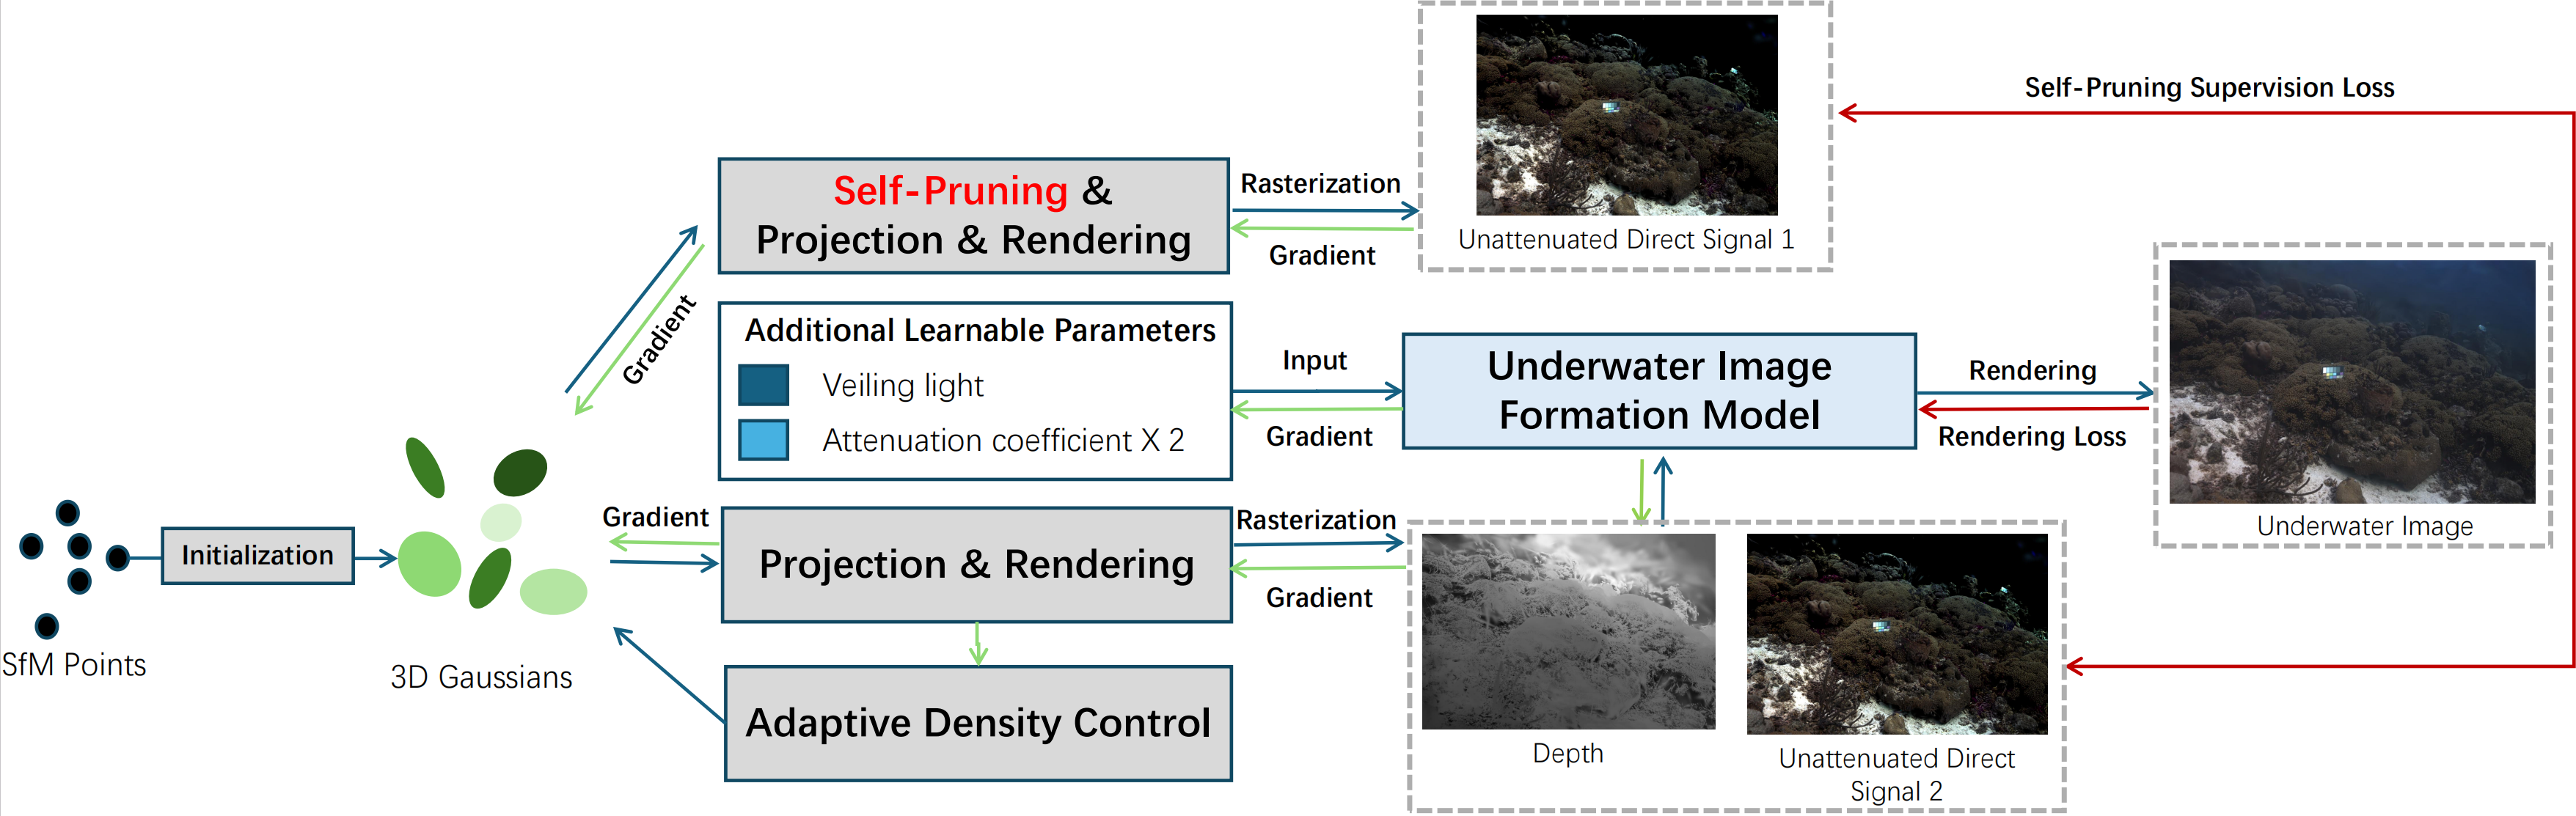 Self-Pruning Supervision Loss
Self-Pruning &
Projection & Rendering
Rasterization
Gradient
Unattenuated Direct Signal 1
Gradient
Additional Learnable Parameters
Veiling light
Attenuation coefficient X 2
Input
Gradient
Underwater Image
Formation Model
Rendering
Rendering Loss
Underwater Image
SfM Points
Initialization
3D Gaussians
Gradient
Projection & Rendering
Rasterization
Gradient
Adaptive Density Control
Depth
Unattenuated Direct
Signal 2